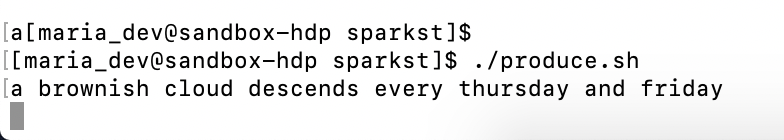 [a[maria_dev@sandbox-hdp sparkst]$
[[maria_dev@sandbox-hdp sparkst]$ ./produce.sh
[a brownish cloud descends every thursday and friday